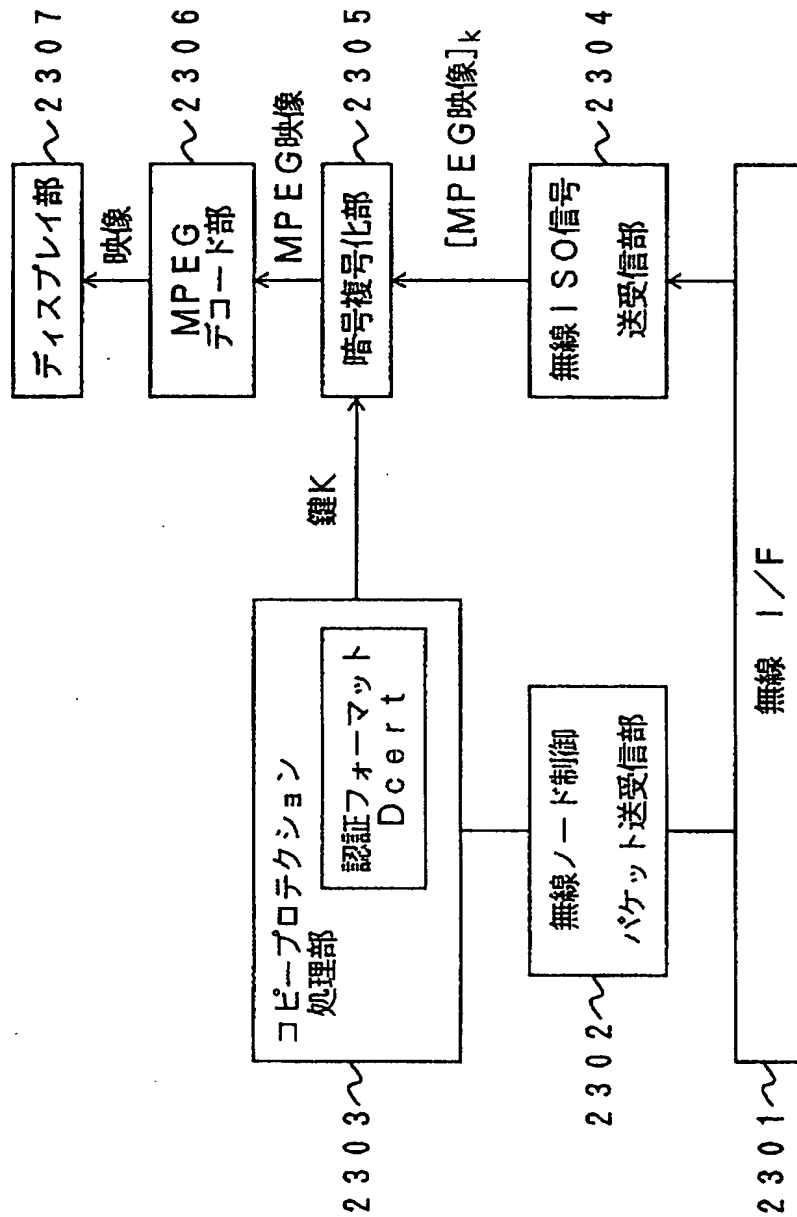 ディスプレイ部
2307
映像
MPEG
デコード部
2306
MPEG映像
暗号複号化部
2305
鍵K
[MPEG映像]k
コピープロテクション
処理部
認証フォーマット
Dcert
2303
無線ISO信号
送受信部
2304
無線ノード制御
パケット送受信部
2302
無線 I/F
2301